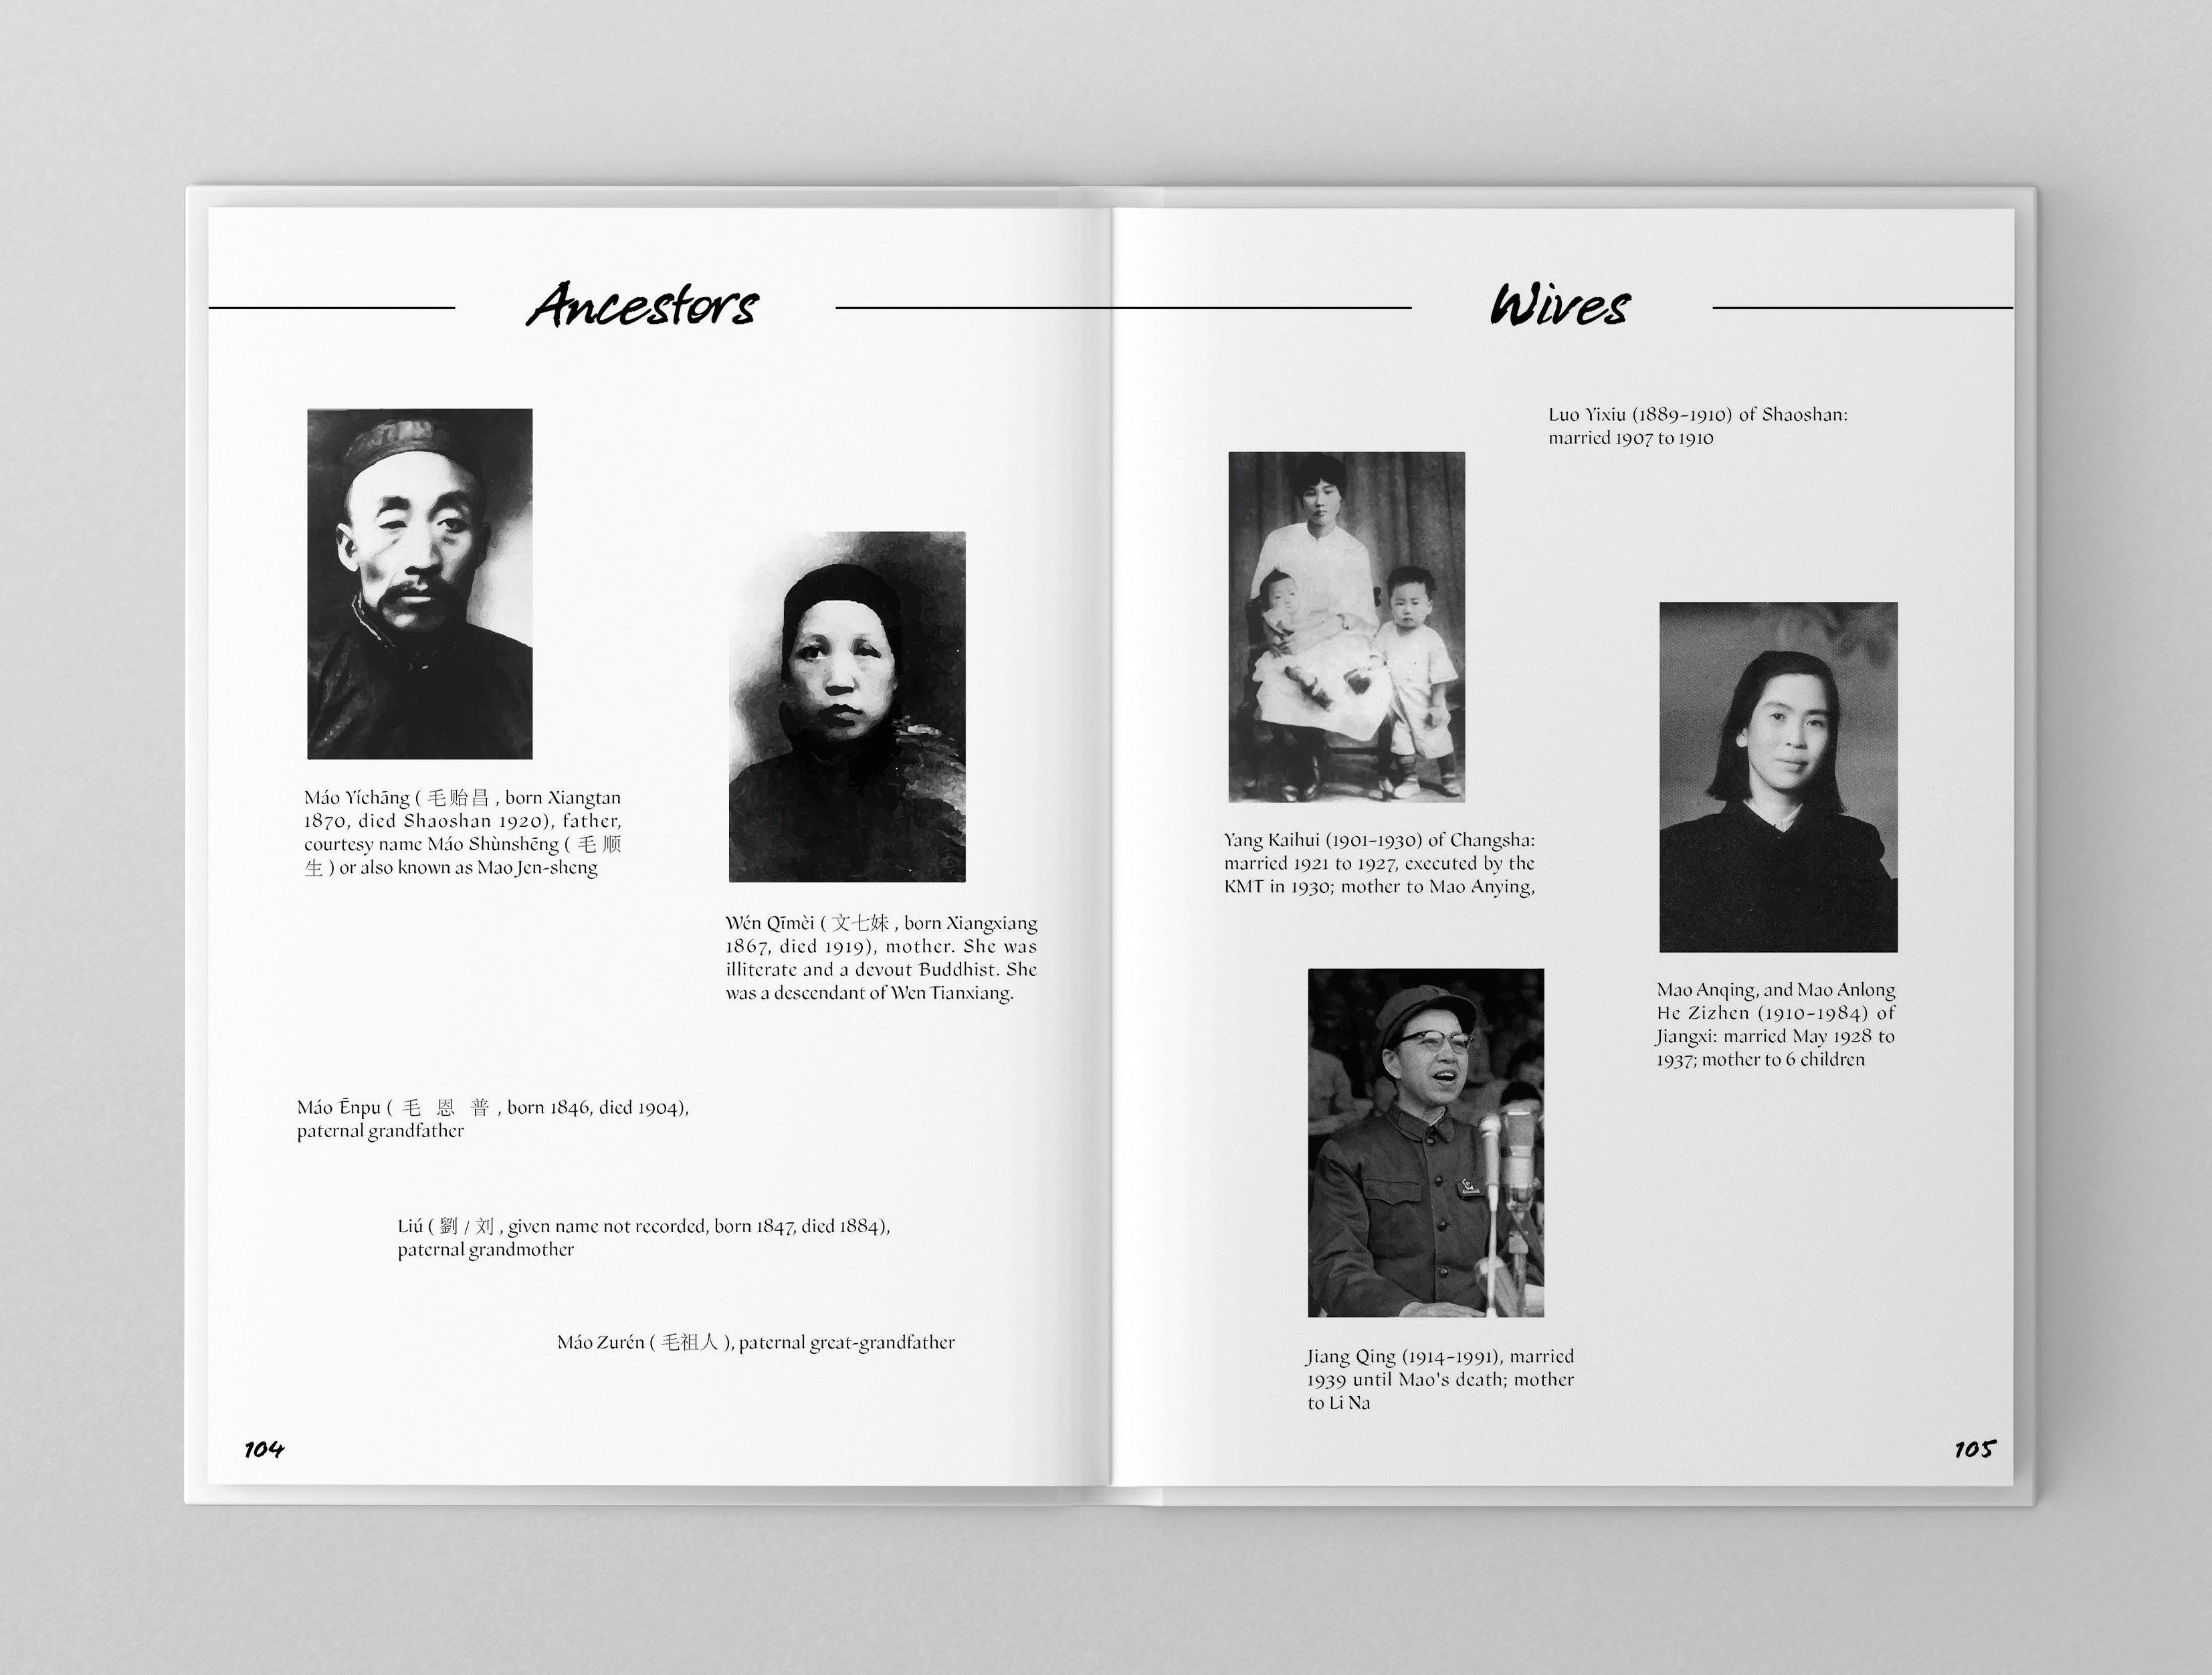 Ancestors
Máo Yíchāng ( 毛贻昌 , born Xiangtan
1870, died Shaoshan 1920), father,
courtesy name Máo Shùnshēng ( 毛 顺
生 ) or also known as Mao Jen-sheng
Wén Qīmèi ( 文七妹 , born Xiangxiang
1867, died 1919), mother. She was
illiterate and a devout Buddhist. She
was a descendant of Wen Tianxiang.
Máo Ēnpu ( 毛 恩 普 , born 1846, died 1904),
paternal grandfather
Liú ( 劉 / 刘 , given name not recorded, born 1847, died 1884),
paternal grandmother
Máo Zurén ( 毛祖人 ), paternal great-grandfather
104
Wives
Luo Yixiu (1889-1910) of Shaoshan:
married 1907 to 1910
Yang Kaihui (1901-1930) of Changsha:
married 1921 to 1927, executed by the
KMT in 1930; mother to Mao Anying,
Mao Anqing, and Mao Anlong
He Zizhen (1910-1984) of
Jiangxi: married May 1928 to
1937; mother to 6 children
Jiang Qing (1914-1991), married
1939 until Mao's death; mother
to Li Na
105